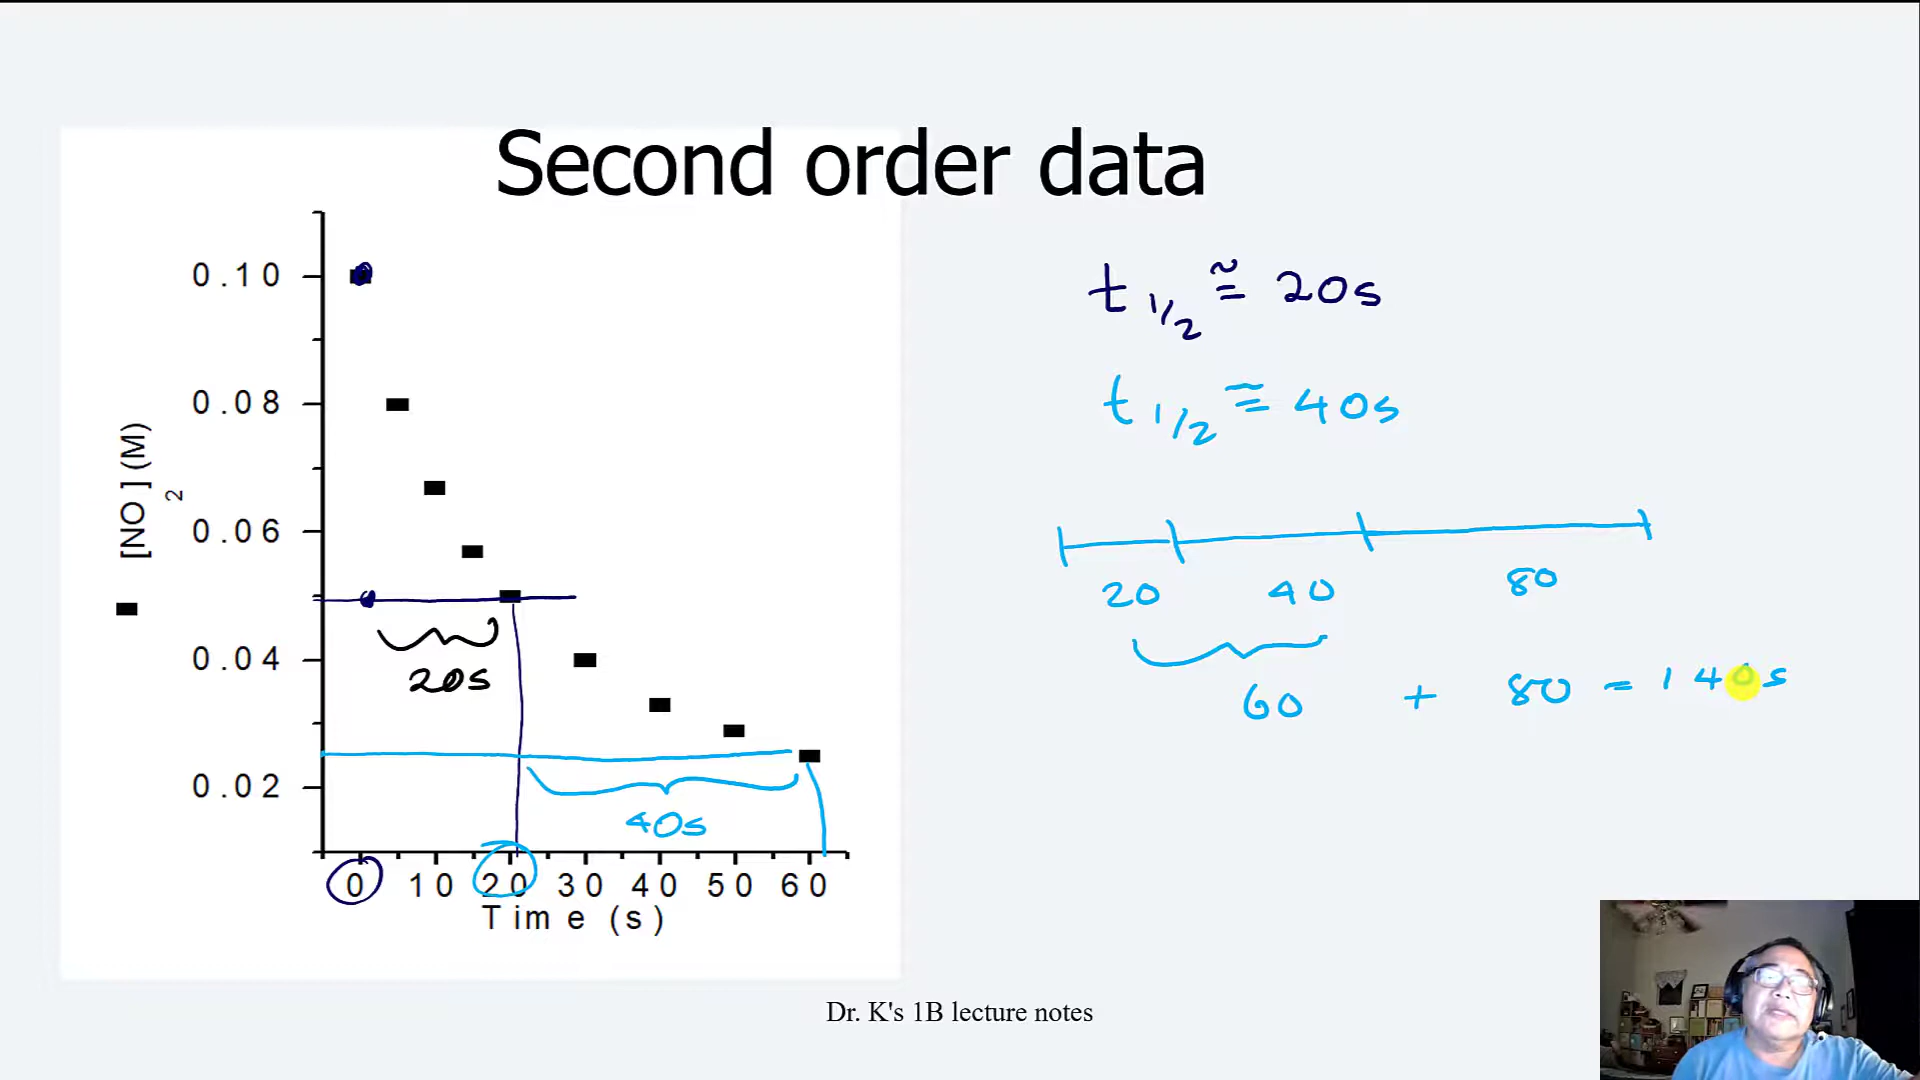 Second order data
0.10
0.08
0.06
0.04
0.02
[NO2] (M)
20s
40s
0 10 20 30 40 50 60
Time (s)
t 1/2 ≅ 20s
t 1/2 ≅ 40s
20 40 80
60 + 80 = 140s
Dr. K's 1B lecture notes